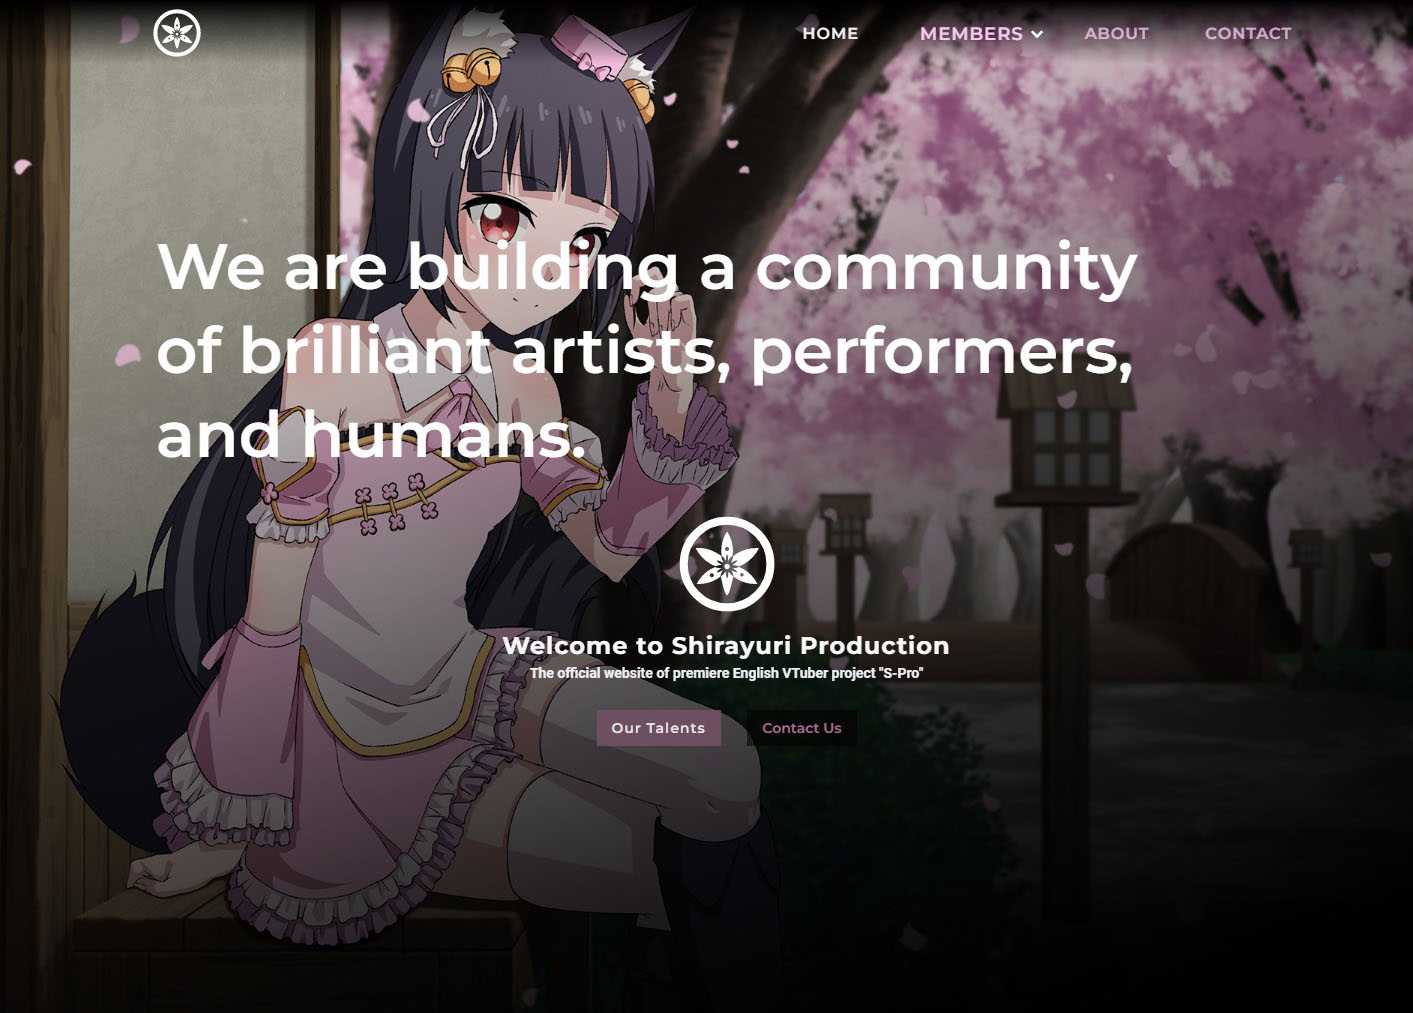 HOME
MEMBERS
ABOUT
CONTACT
We are building a community
of brilliant artists, performers,
and humans.
Welcome to Shirayuri Production
The official website of premiere English VTuber project "S-Pro"
Our Talents
Contact Us